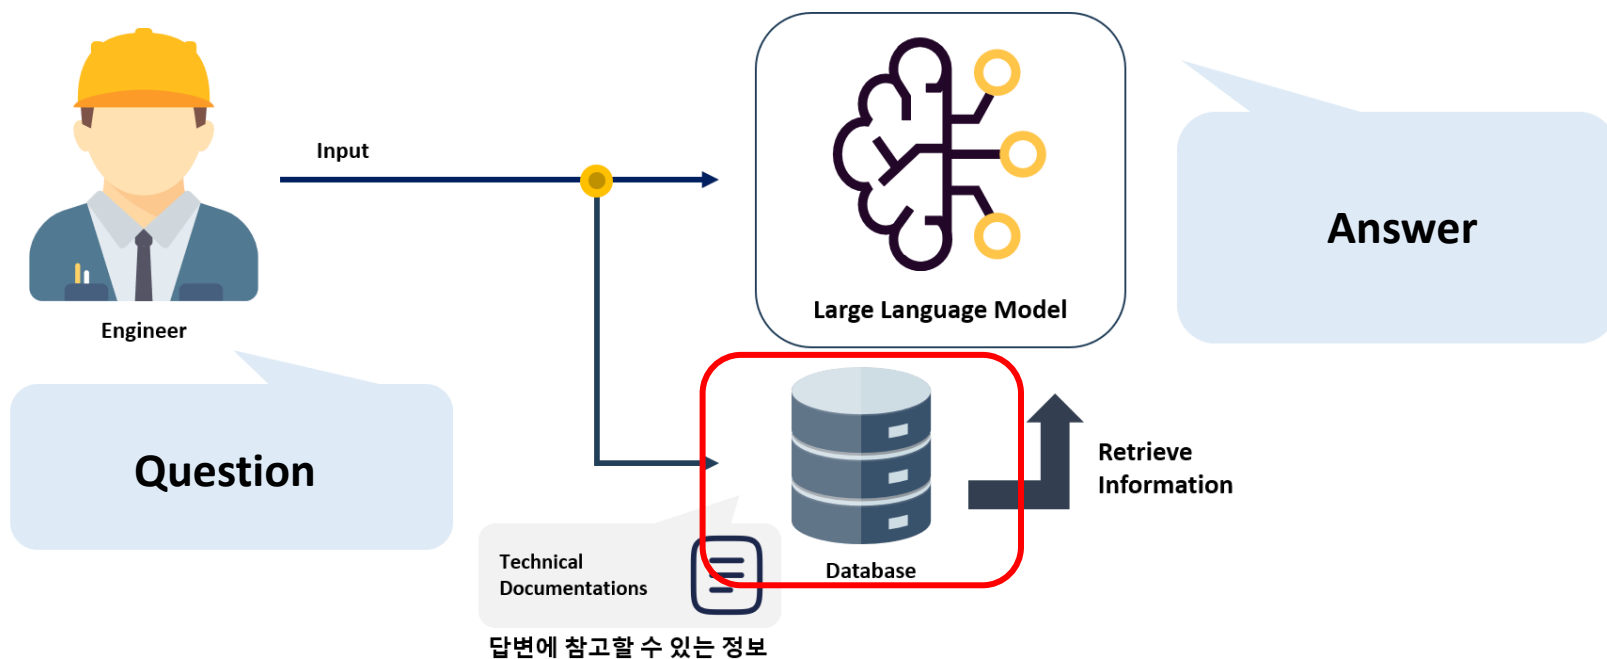 Input
Engineer
Question
Large Language Model
Answer
Retrieve
Information
Database
Technical
Documentations
답변에 참고할 수 있는 정보